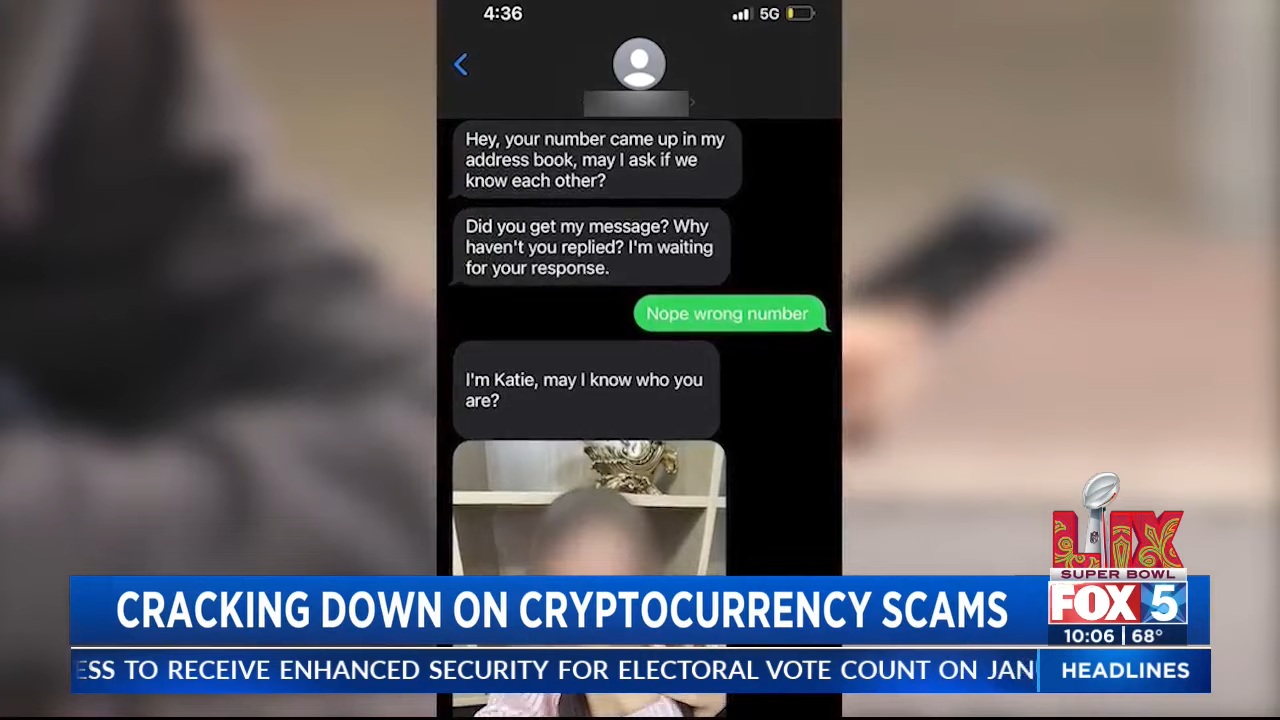 4:36
5G
Hey, your number came up in my
address book, may I ask if we
know each other?
Did you get my message? Why
haven't you replied? I'm waiting
for your response.
Nope wrong number
I'm Katie, may I know who you
are?
LIX
SUPER BOWL
CRACKING DOWN ON CRYPTOCURRENCY SCAMS
FOX 5
10:06 | 68°
ESS TO RECEIVE ENHANCED SECURITY FOR ELECTORAL VOTE COUNT ON JAN
HEADLINES